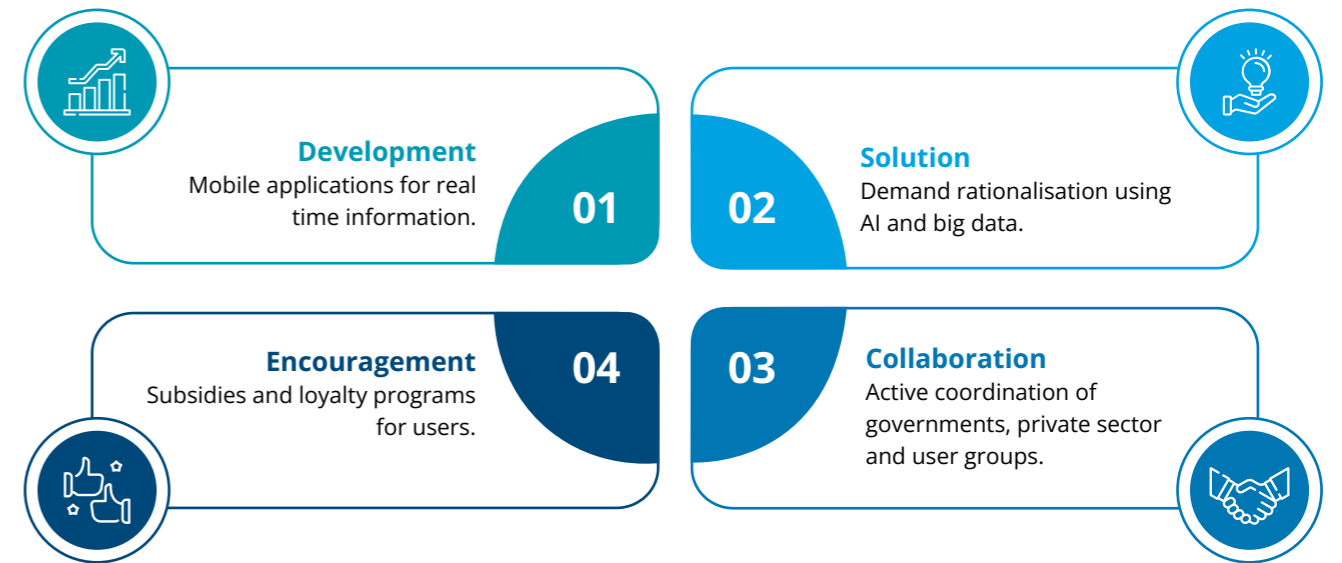 Development
Mobile applications for real
time information.
01
02
Solution
Demand rationalisation using
AI and big data.
Encouragement
Subsidies and loyalty programs
for users.
04
03
Collaboration
Active coordination of
governments, private sector
and user groups.